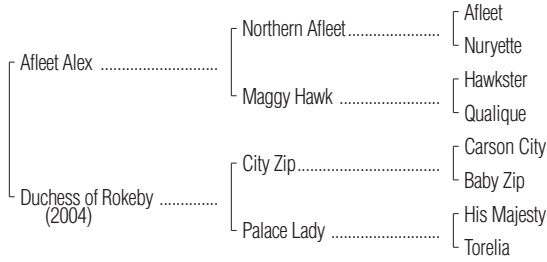 Afleet
Northern Afleet
Nuryette
Afleet Alex
Hawkster
Maggy Hawk
Qualique
Carson City
City Zip
Baby Zip
Duchess of Rokeby
(2004)
His Majesty
Palace Lady
Torelia